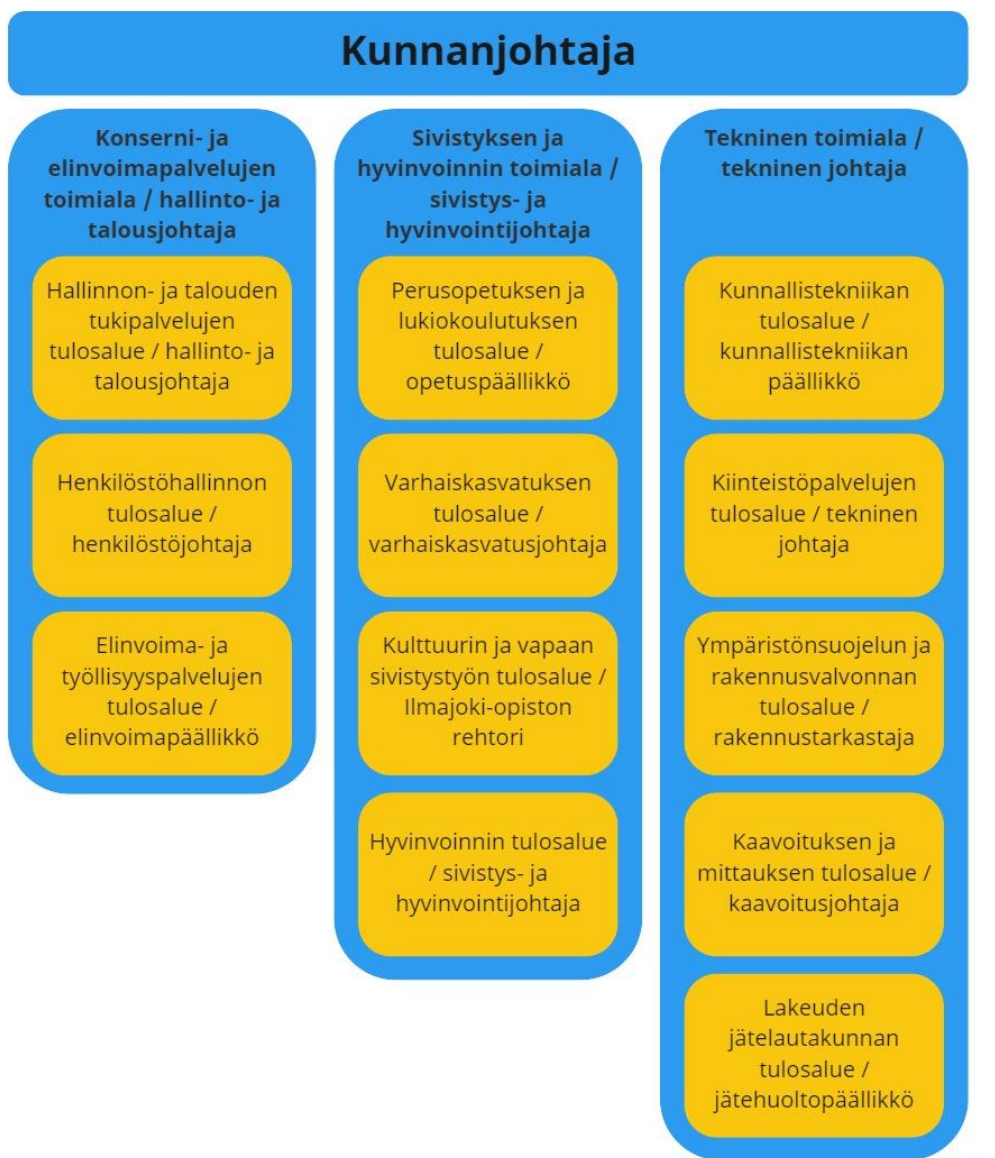 Kunnanjohtaja
Konserni- ja
elinvoimapalvelujen
toimiala / hallinto- ja
talousjohtaja
Hallinnon- ja talouden
tukipalvelujen
tulosalue / hallinto- ja
talousjohtaja
Henkilöstöhallinnon
tulosalue /
henkilöstöjohtaja
Elinvoima- ja
työllisyyspalvelujen
tulosalue /
elinvoimapäällikkö
Sivistyksen ja
hyvinvoinnin toimiala /
sivistys- ja
hyvinvointijohtaja
Perusopetuksen ja
lukiokoulutuksen
tulosalue /
opetuspäällikkö
Varhaiskasvatuksen
tulosalue /
varhaiskasvatusjohtaja
Kulttuurin ja vapaan
sivistystyön tulosalue /
Ilmajoki-opiston
rehtori
Hyvinvoinnin tulosalue
/ sivistys- ja
hyvinvointijohtaja
Tekninen toimiala /
tekninen johtaja
Kunnallistekniikan
tulosalue /
kunnallistekniikan
päällikkö
Kiinteistöpalvelujen
tulosalue / tekninen
johtaja
Ympäristönsuojelun ja
rakennusvalvonnan
tulosalue /
rakennustarkastaja
Kaavoituksen ja
mittauksen tulosalue /
kaavoitusjohtaja
Lakeuden
jätelautakunnan
tulosalue /
jätehuoltopäällikkö